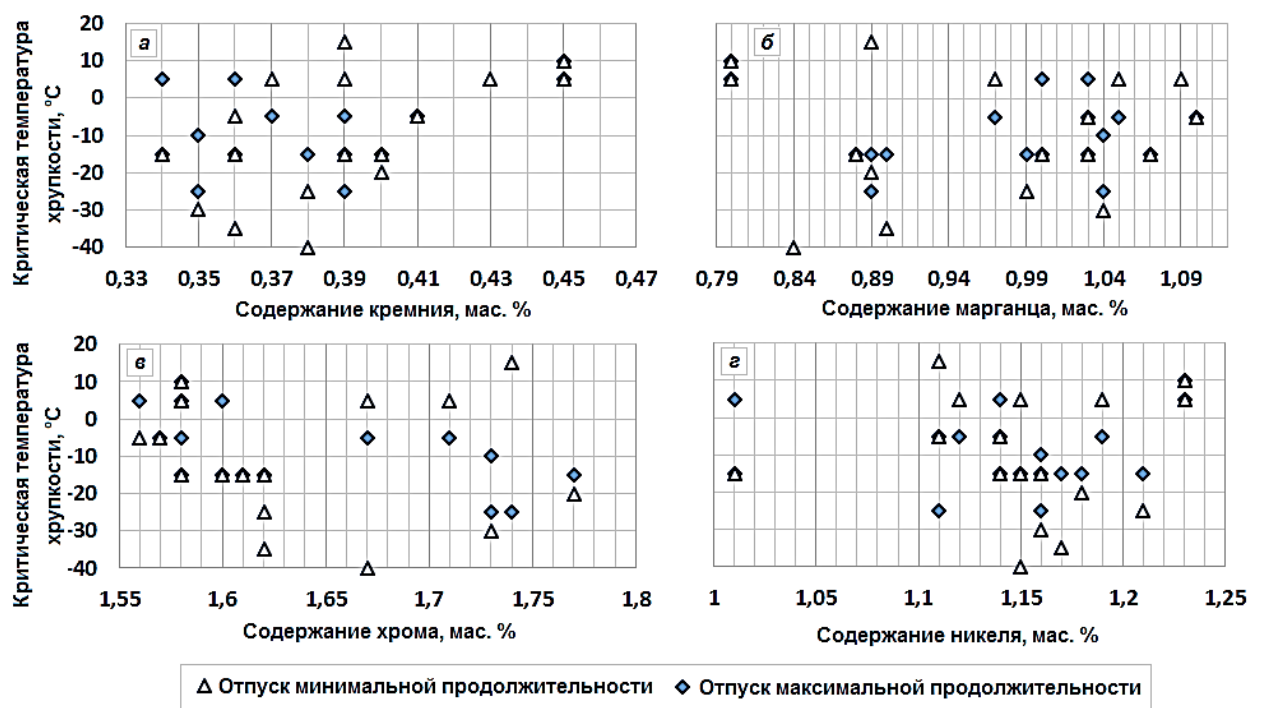 Критическая температура
хрупкости, °С
20
10
0
-10
-20
-30
-40
а
0,33 0,35 0,37 0,39 0,41 0,43 0,45 0,47
Содержание кремния, мас. %
б
0,79 0,84 0,89 0,94 0,99 1,04 1,09
Содержание марганца, мас. %
Критическая температура
хрупкости, °С
20
10
0
-10
-20
-30
-40
в
1,55 1,6 1,65 1,7 1,75 1,8
Содержание хрома, мас. %
г
1 1,05 1,1 1,15 1,2 1,25
Содержание никеля, мас. %
Отпуск минимальной продолжительности Отпуск максимальной продолжительности